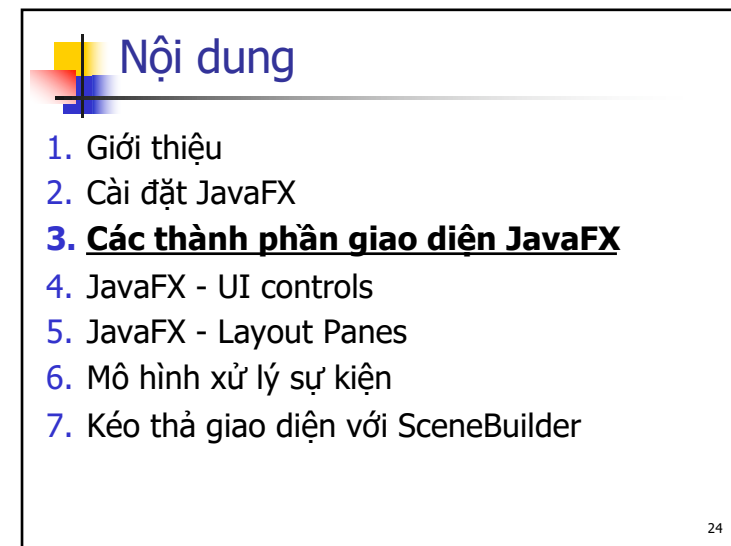 Nội dung
1. Giới thiệu
2. Cài đặt JavaFX
3. Các thành phần giao diện JavaFX
4. JavaFX - UI controls
5. JavaFX - Layout Panes
6. Mô hình xử lý sự kiện
7. Kéo thả giao diện với SceneBuilder
24